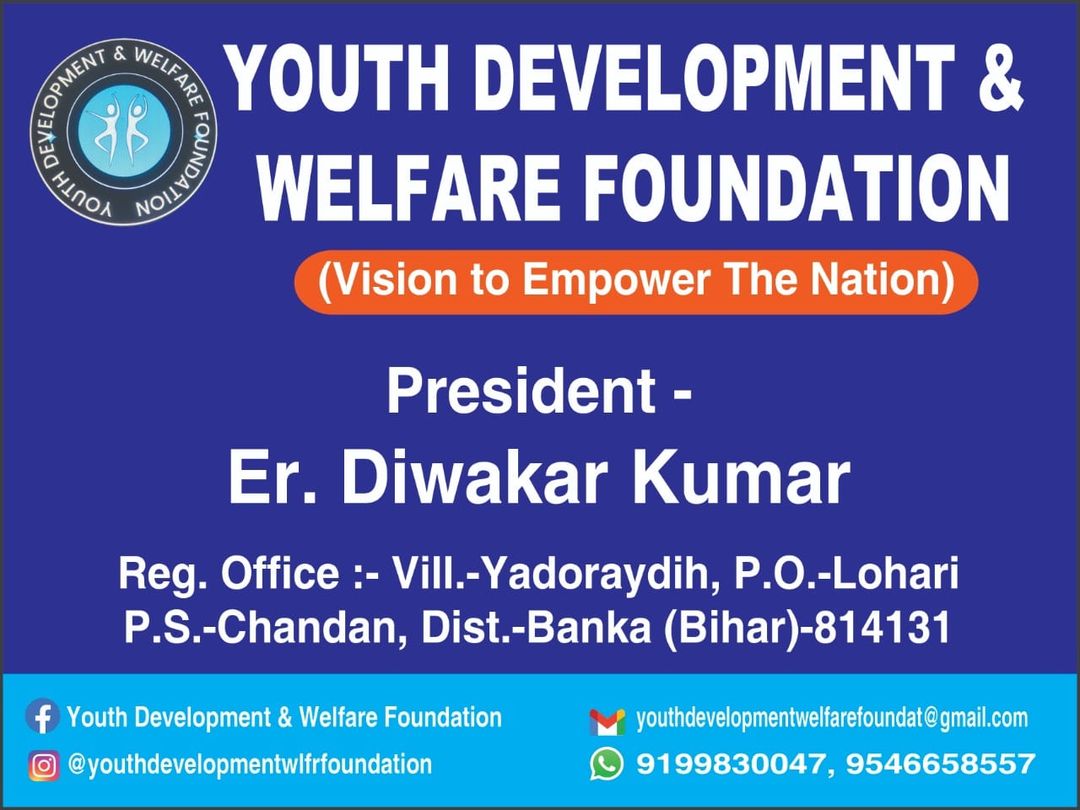 YOUTH DEVELOPMENT & WELFARE FOUNDATION
YOUTH DEVELOPMENT &
WELFARE FOUNDATION
(Vision to Empower The Nation)
President -
Er. Diwakar Kumar
Reg. Office :- Vill.-Yadoraydih, P.O.-Lohari
P.S.-Chandan, Dist.-Banka (Bihar)-814131
Youth Development & Welfare Foundation
youthdevelopmentwelfarefoundat@gmail.com
@youthdevelopmentwlfrfoundation
9199830047, 9546658557